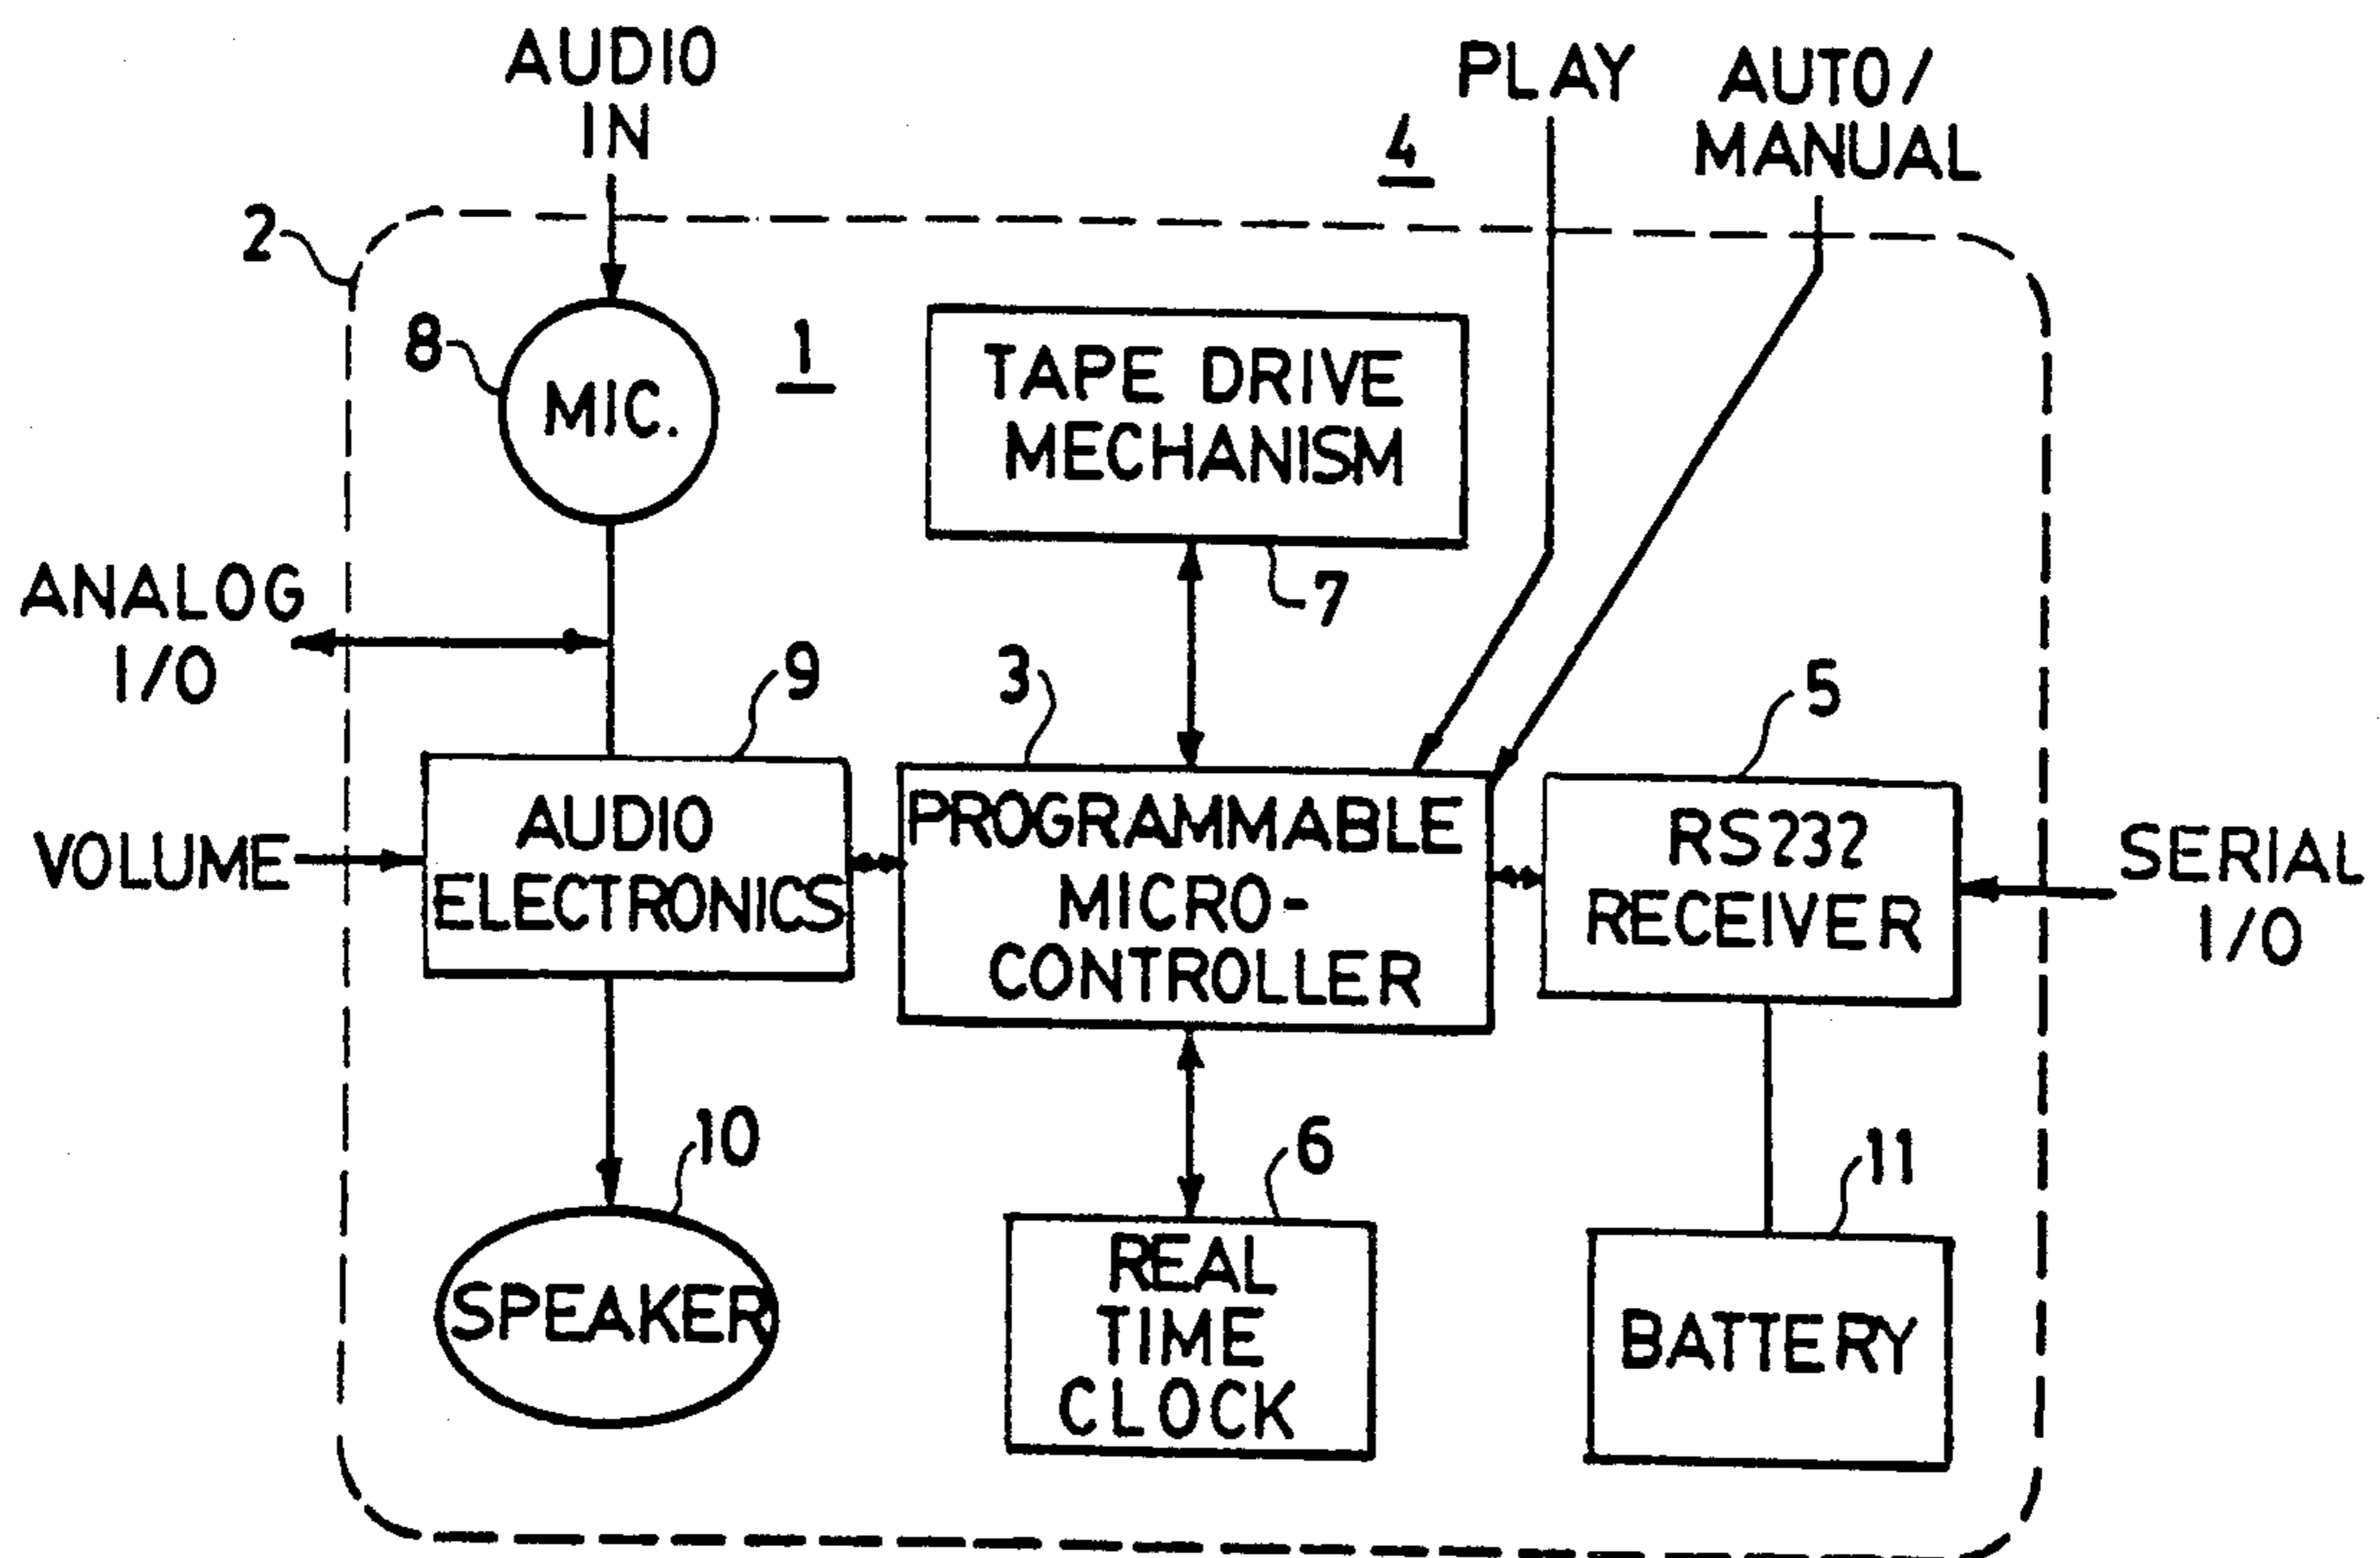 AUDIO
IN
PLAY
AUTO/
MANUAL
4
2
8
MIC.
1
TAPE DRIVE
MECHANISM
7
ANALOG
I/O
9
3
5
VOLUME
AUDIO
ELECTRONICS
PROGRAMMABLE
MICRO-
CONTROLLER
RS232
RECEIVER
SERIAL
I/O
10
6
11
SPEAKER
REAL
TIME
CLOCK
BATTERY